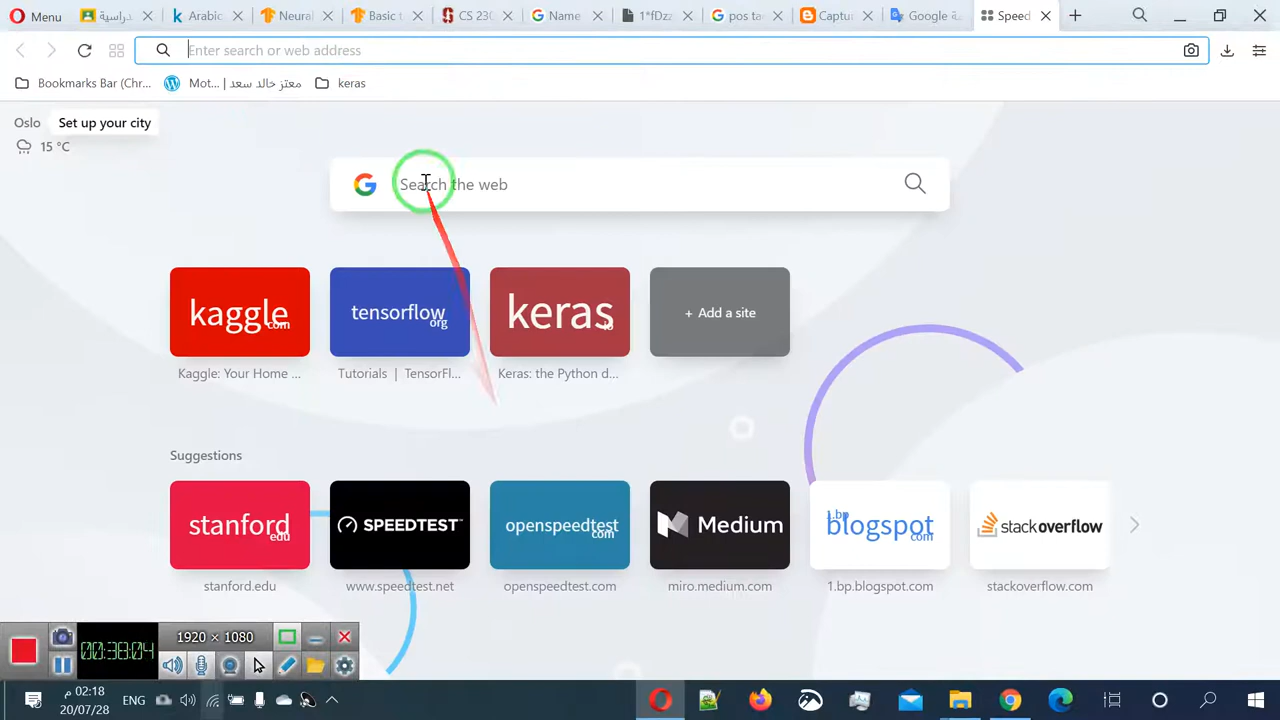 Menu
دراسية
Arabic
Neural
Basic t
CS 230
Name
1*fDzz
pos ta
Captu
Google
Speed
Enter search or web address
Bookmarks Bar (Chr...
Mot... | معتز خالد سعد
keras
Oslo
Set up your city
15 °C
Search the web
kaggle
com
tensorflow
org
keras
io
+ Add a site
Kaggle: Your Home ...
Tutorials | TensorFl...
Keras: the Python d...
Suggestions
stanford
edu
SPEEDTEST
openspeedtest
com
Medium
1.bp
blogspot
com
stackoverflow
stanford.edu
www.speedtest.net
openspeedtest.com
miro.medium.com
1.bp.blogspot.com
stackoverflow.com
00:38:04
1920 × 1080
02:18 م
20/07/28
ENG